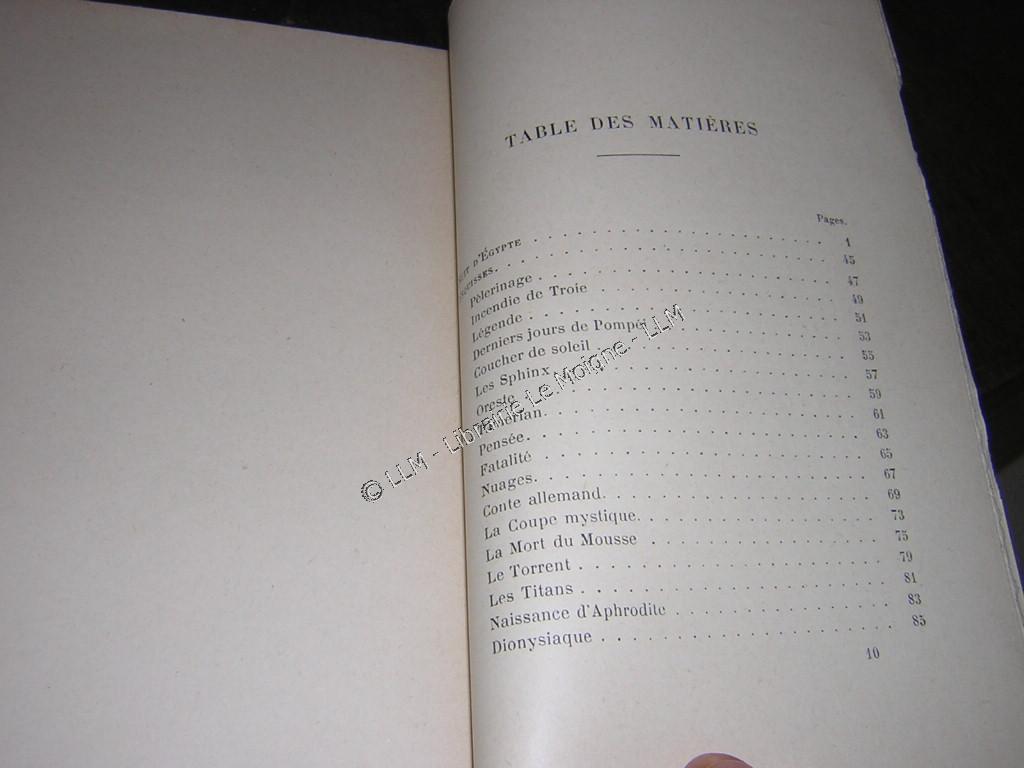 TABLE DES MATIÈRES
Pages.
D'ÉGYPTE . . . . . . . . . . . . . . . . 1
. . . . . . . . . . . . . . . . 45
Pèlerinage . . . . . . . . . . . . . . . . 47
Incendie de Troie . . . . . . . . . . . . . 49
Légende . . . . . . . . . . . . . . . . 51
Derniers jours de Pompéi . . . . . . . . . . 53
Coucher de soleil . . . . . . . . . . . . . 55
Les Sphinx . . . . . . . . . . . . . . . 57
Oreste . . . . . . . . . . . . . . . . 59
. . . . . . . . . . . . . . . . 61
Pensée. . . . . . . . . . . . . . . . . 63
Fatalité . . . . . . . . . . . . . . . . 65
Nuages. . . . . . . . . . . . . . . . . 67
Conte allemand. . . . . . . . . . . . . . 69
La Coupe mystique. . . . . . . . . . . . . 73
La Mort du Mousse . . . . . . . . . . . . 75
Le Torrent . . . . . . . . . . . . . . . 79
Les Titans . . . . . . . . . . . . . . . 81
Naissance d'Aphrodite . . . . . . . . . . . 83
Dionysiaque . . . . . . . . . . . . . . . 85
10
© LLM - Librairie Le Moigne - LLM